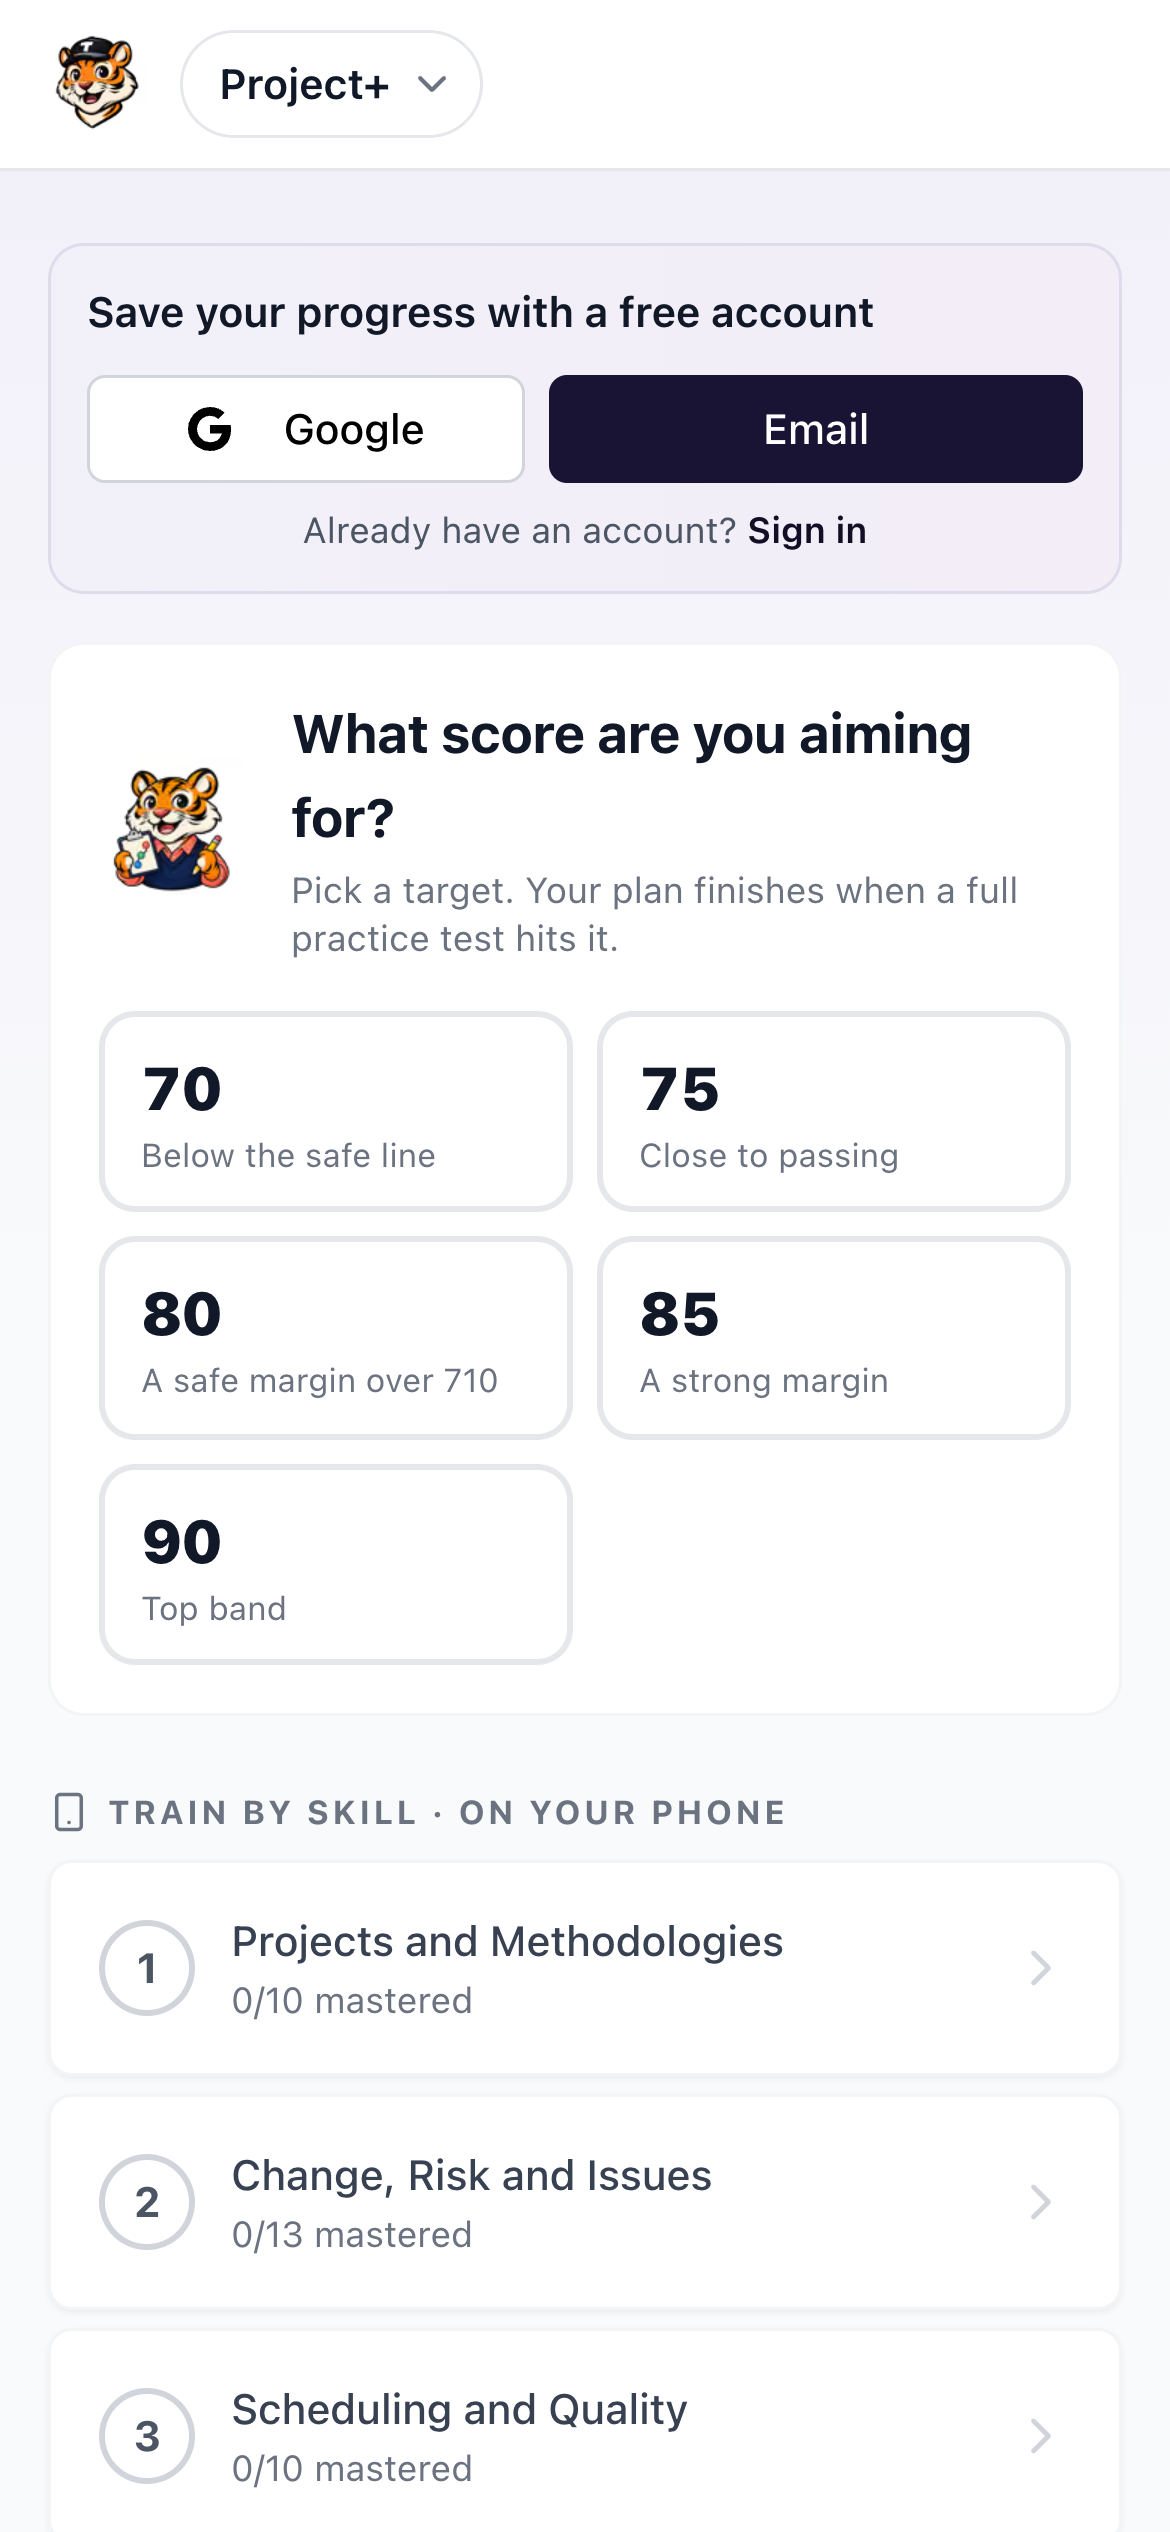 T
Project+
Save your progress with a free account
Google
Email
Already have an account? Sign in
What score are you aiming
for?
Pick a target. Your plan finishes when a full
practice test hits it.
70
Below the safe line
75
Close to passing
80
A safe margin over 710
85
A strong margin
90
Top band
TRAIN BY SKILL · ON YOUR PHONE
1
Projects and Methodologies
0/10 mastered
2
Change, Risk and Issues
0/13 mastered
3
Scheduling and Quality
0/10 mastered